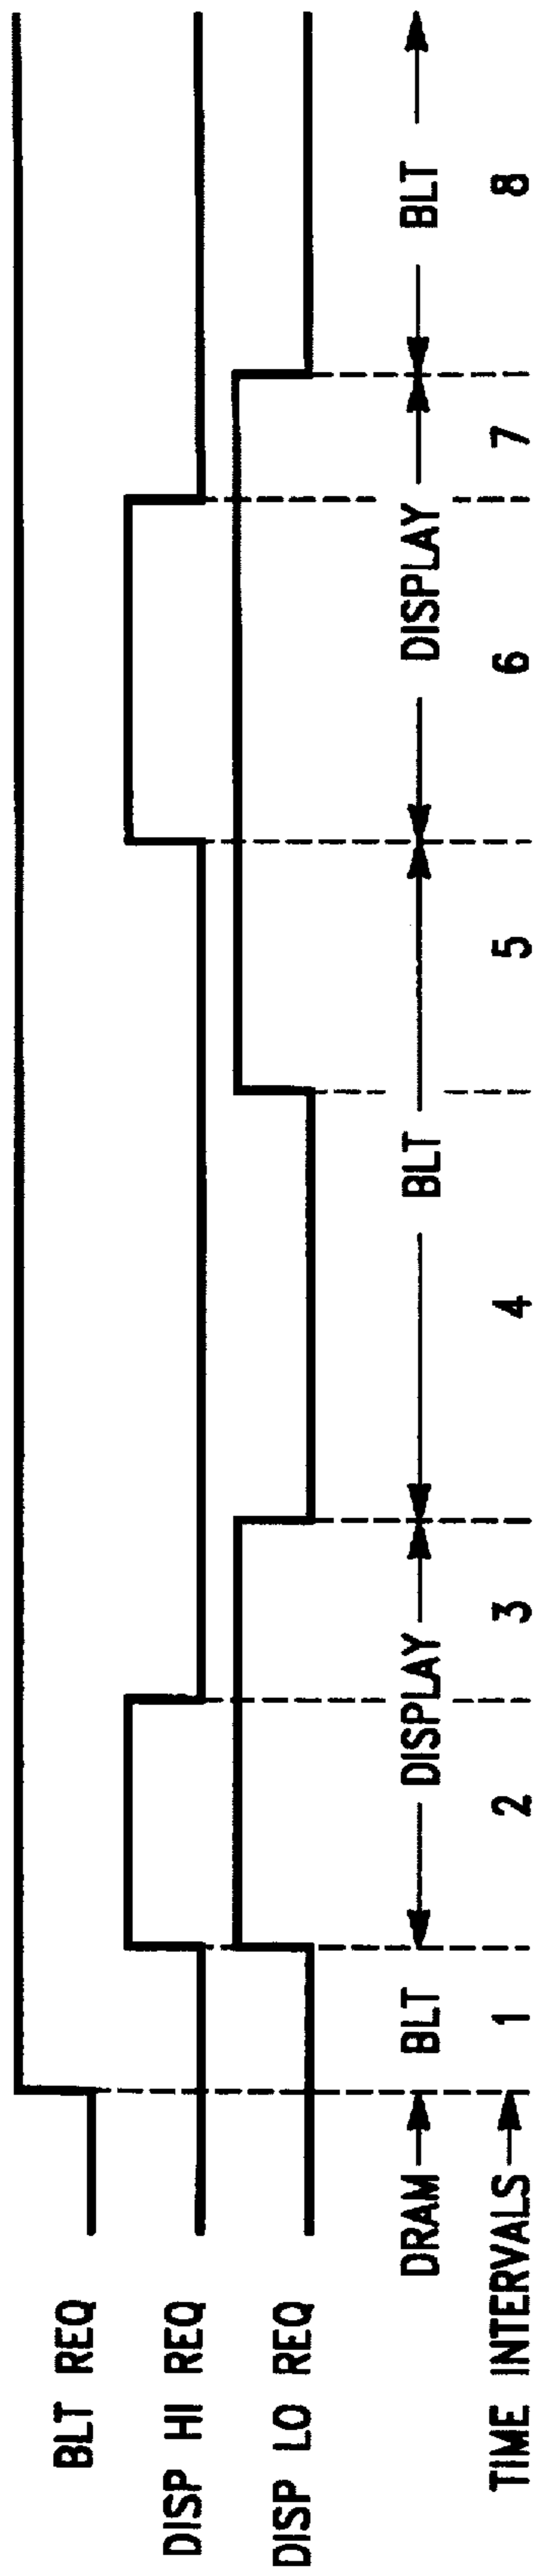 BLT REQ
DISP HI REQ
DISP LO REQ
DRAM BLT DISPLAY BLT DISPLAY BLT
TIME INTERVALS 1 2 3 4 5 6 7 8